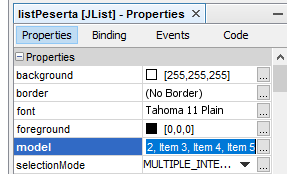 listPeserta [JList] - Properties ×
Properties Binding Events Code
Properties
background [255,255,255] ...
border (No Border) ...
font Tahoma 11 Plain ...
foreground [0,0,0] ...
model 2, Item 3, Item 4, Item 5 ...
selectionMode MULTIPLE_INTE... ...